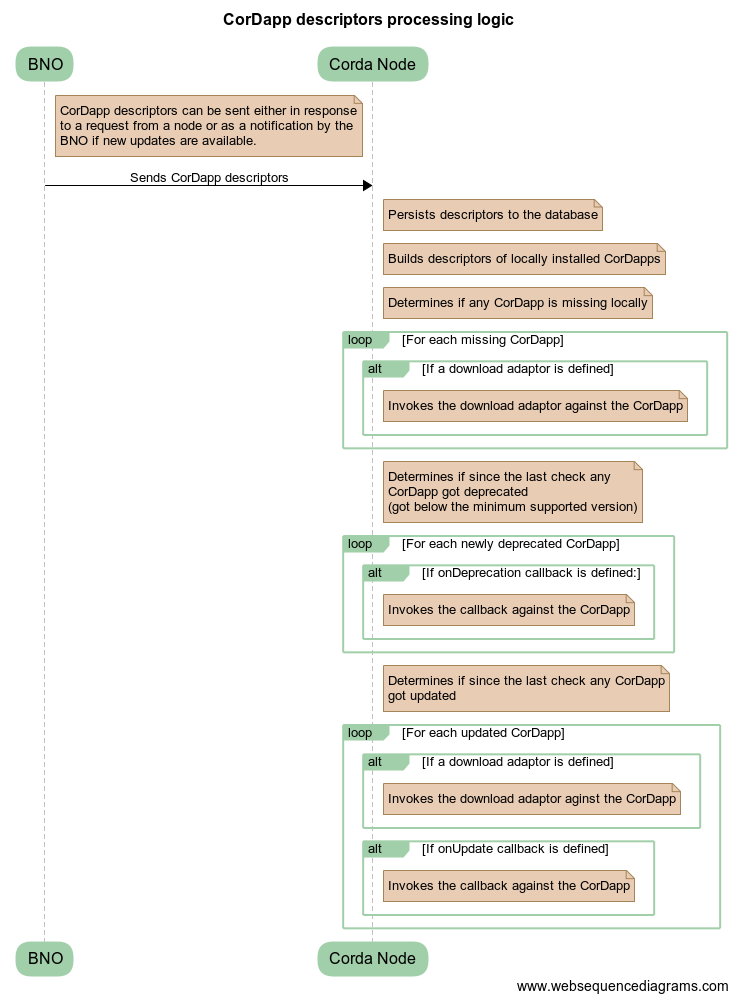 CorDapp descriptors processing logic
BNO
Corda Node
CorDapp descriptors can be sent either in response
to a request from a node or as a notification by the
BNO if new updates are available.
Sends CorDapp descriptors
Persists descriptors to the database
Builds descriptors of locally installed CorDapps
Determines if any CorDapp is missing locally
loop
[For each missing CorDapp]
alt
[If a download adaptor is defined]
Invokes the download adaptor against the CorDapp
Determines if since the last check any
CorDapp got deprecated
(got below the minimum supported version)
loop
[For each newly deprecated CorDapp]
alt
[If onDeprecation callback is defined:]
Invokes the callback against the CorDapp
Determines if since the last check any CorDapp
got updated
loop
[For each updated CorDapp]
alt
[If a download adaptor is defined]
Invokes the download adaptor aginst the CorDapp
alt
[If onUpdate callback is defined]
Invokes the callback against the CorDapp
BNO
Corda Node
www.websequencediagrams.com